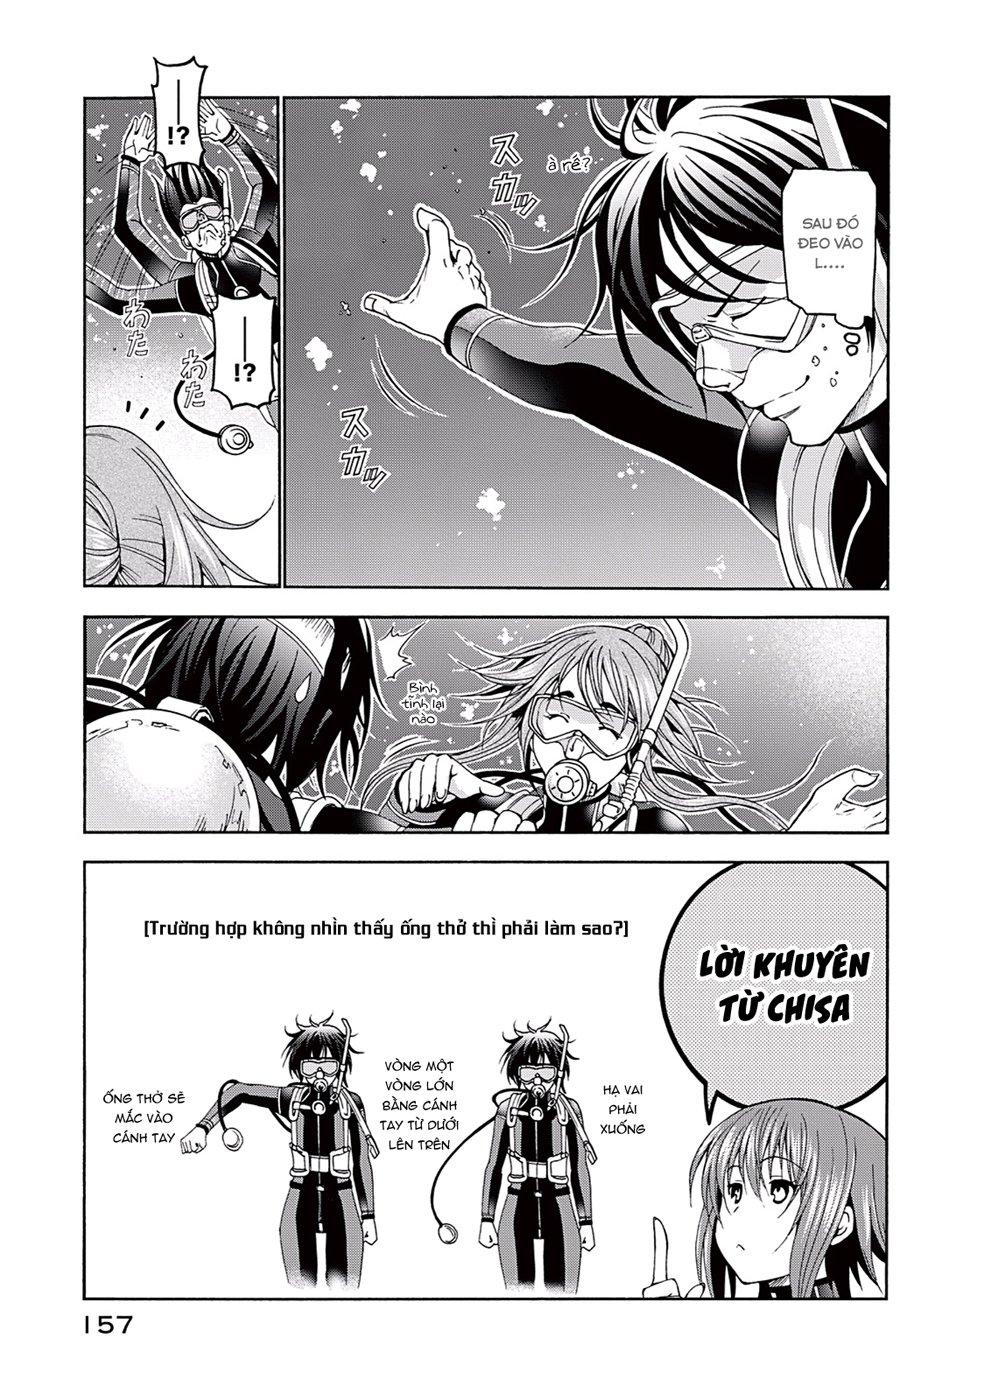 SAU ĐÓ
ĐEO VÀO
L....
à rế?
スカッ
スカッ
!?
!?
わた
わた
Bình
tĩnh lại
nào
LỜI KHUYÊN
TỪ CHISA
[Trường hợp không nhìn thấy ống thở thì phải làm sao?]
HẠ VAI
PHẢI
XUỐNG
VÒNG MỘT
VÒNG LỚN
BẰNG CÁNH
TAY TỪ DƯỚI
LÊN TRÊN
ỐNG THỞ SẼ
MẮC VÀO
CÁNH TAY
157